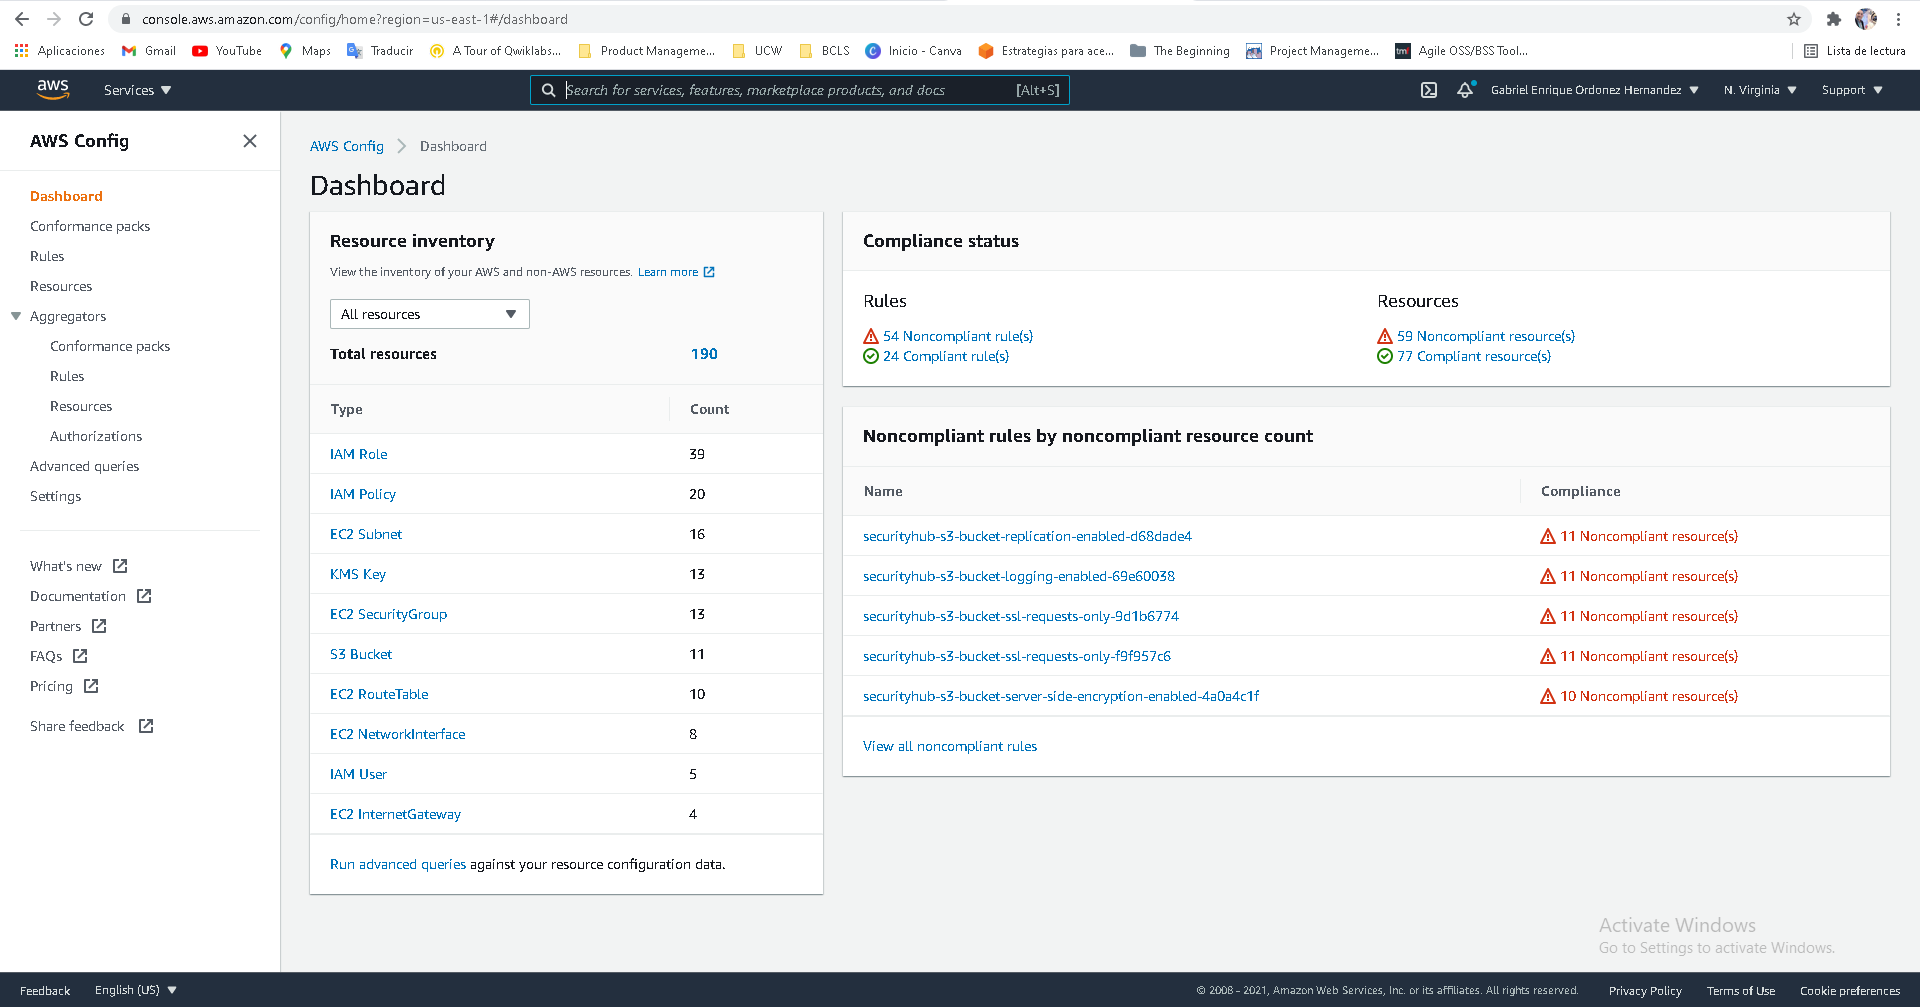 console.aws.amazon.com/config/home?region=us-east-1#/dashboard
Aplicaciones Gmail YouTube Maps Traducir A Tour of Qwiklabs... Product Manageme... UCW BCLS Inicio - Canva Estrategias para ace... The Beginning Project Manageme... tmf Agile OSS/BSS Tool... Lista de lectura
aws Services Search for services, features, marketplace products, and docs [Alt+S] Gabriel Enrique Ordonez Hernandez N. Virginia Support
AWS Config
Dashboard
Conformance packs
Rules
Resources
Aggregators
Conformance packs
Rules
Resources
Authorizations
Advanced queries
Settings
What's new
Documentation
Partners
FAQs
Pricing
Share feedback
AWS Config Dashboard
Dashboard
Resource inventory
View the inventory of your AWS and non-AWS resources. Learn more
All resources
Total resources 190
Type Count
IAM Role 39
IAM Policy 20
EC2 Subnet 16
KMS Key 13
EC2 SecurityGroup 13
S3 Bucket 11
EC2 RouteTable 10
EC2 NetworkInterface 8
IAM User 5
EC2 InternetGateway 4
Run advanced queries against your resource configuration data.
Compliance status
Rules Resources
54 Noncompliant rule(s) 59 Noncompliant resource(s)
24 Compliant rule(s) 77 Compliant resource(s)
Noncompliant rules by noncompliant resource count
Name Compliance
securityhub-s3-bucket-replication-enabled-d68dade4 11 Noncompliant resource(s)
securityhub-s3-bucket-logging-enabled-69e60038 11 Noncompliant resource(s)
securityhub-s3-bucket-ssl-requests-only-9d1b6774 11 Noncompliant resource(s)
securityhub-s3-bucket-ssl-requests-only-f9f957c6 11 Noncompliant resource(s)
securityhub-s3-bucket-server-side-encryption-enabled-4a0a4c1f 10 Noncompliant resource(s)
View all noncompliant rules
Activate Windows
Go to Settings to activate Windows.
Feedback English (US) © 2008 - 2021, Amazon Web Services, Inc. or its affiliates. All rights reserved. Privacy Policy Terms of Use Cookie preferences